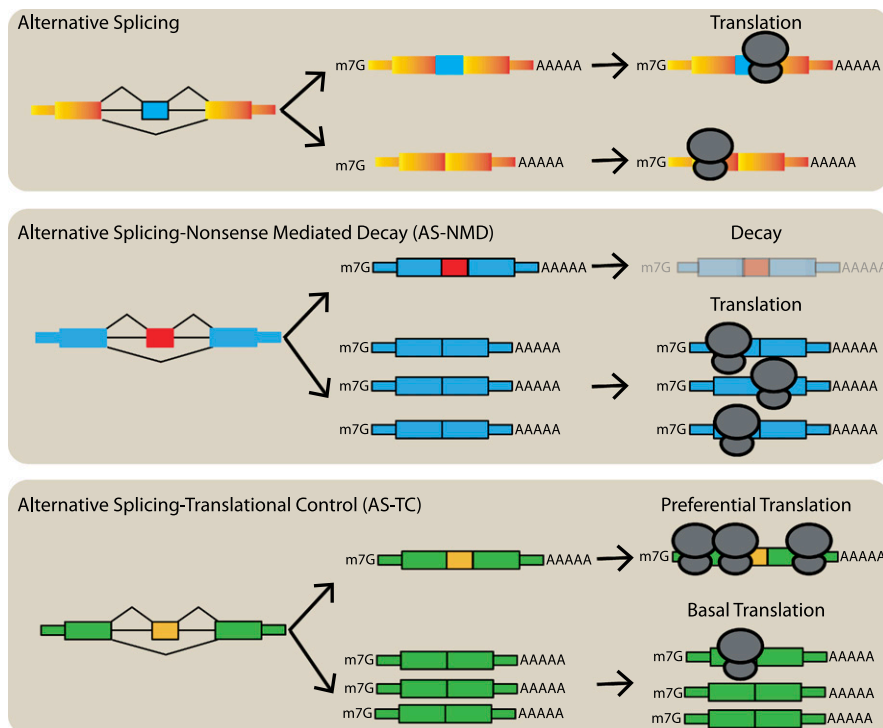 Alternative Splicing
Translation
m7G AAAAA m7G AAAAA
m7G AAAAA m7G AAAAA
Alternative Splicing-Nonsense Mediated Decay (AS-NMD)
Decay
m7G AAAAA m7G AAAAA
Translation
m7G AAAAA m7G AAAAA
m7G AAAAA m7G AAAAA
m7G AAAAA m7G AAAAA
Alternative Splicing-Translational Control (AS-TC)
Preferential Translation
m7G AAAAA m7G AAAAA
Basal Translation
m7G AAAAA m7G AAAAA
m7G AAAAA m7G AAAAA
m7G AAAAA m7G AAAAA